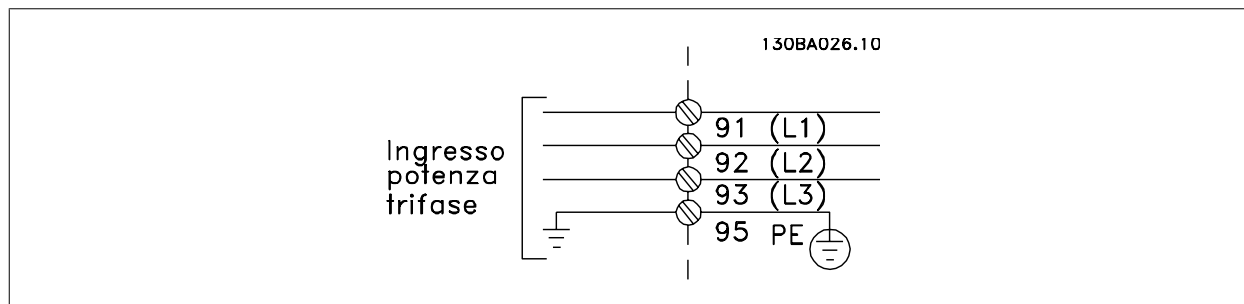 130BA026.10
Ingresso
potenza
trifase
91 (L1)
92 (L2)
93 (L3)
95 PE